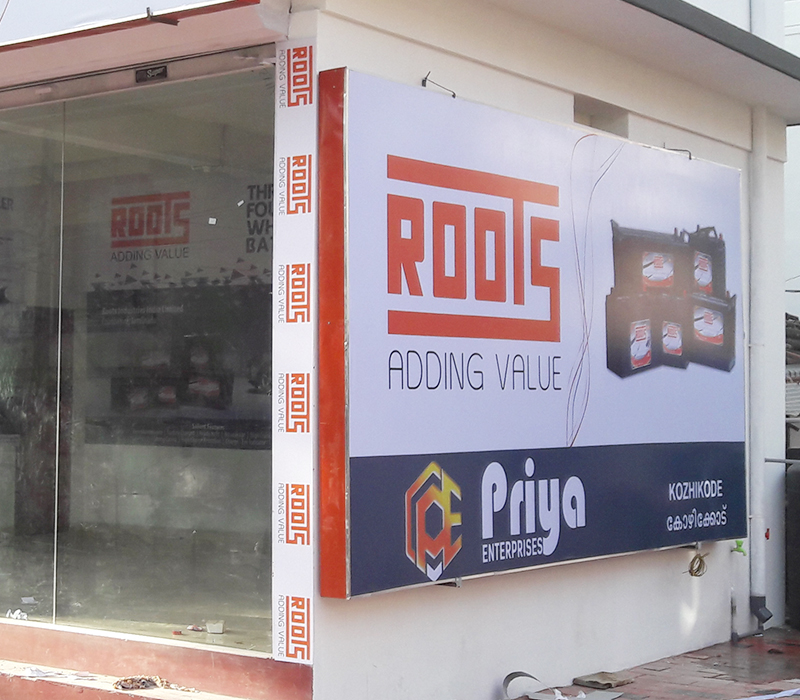 Super
ROOTS
ADDING VALUE
ROOTS
ADDING VALUE
ROOTS
ADDING VALUE
ROOTS
ADDING VALUE
ROOTS
ADDING VALUE
ROOTS
ADDING VALUE
ROOTS
ADDING VALUE
ROOTS
ADDING VALUE
Priya
ENTERPRISES
KOZHIKODE
കോഴിക്കോട്